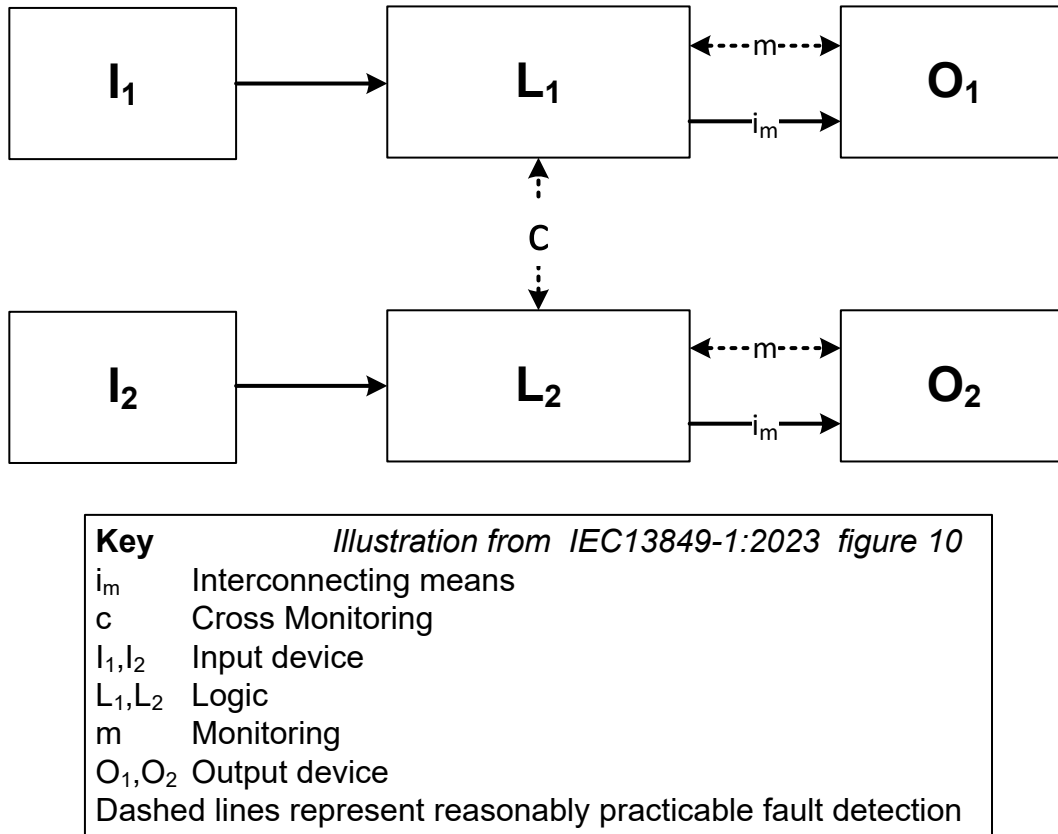 I₁ L₁ m O₁
iₘ
c
I₂ L₂ m O₂
iₘ
Key Illustration from IEC13849-1:2023 figure 10
iₘ Interconnecting means
c Cross Monitoring
I₁,I₂ Input device
L₁,L₂ Logic
m Monitoring
O₁,O₂ Output device
Dashed lines represent reasonably practicable fault detection